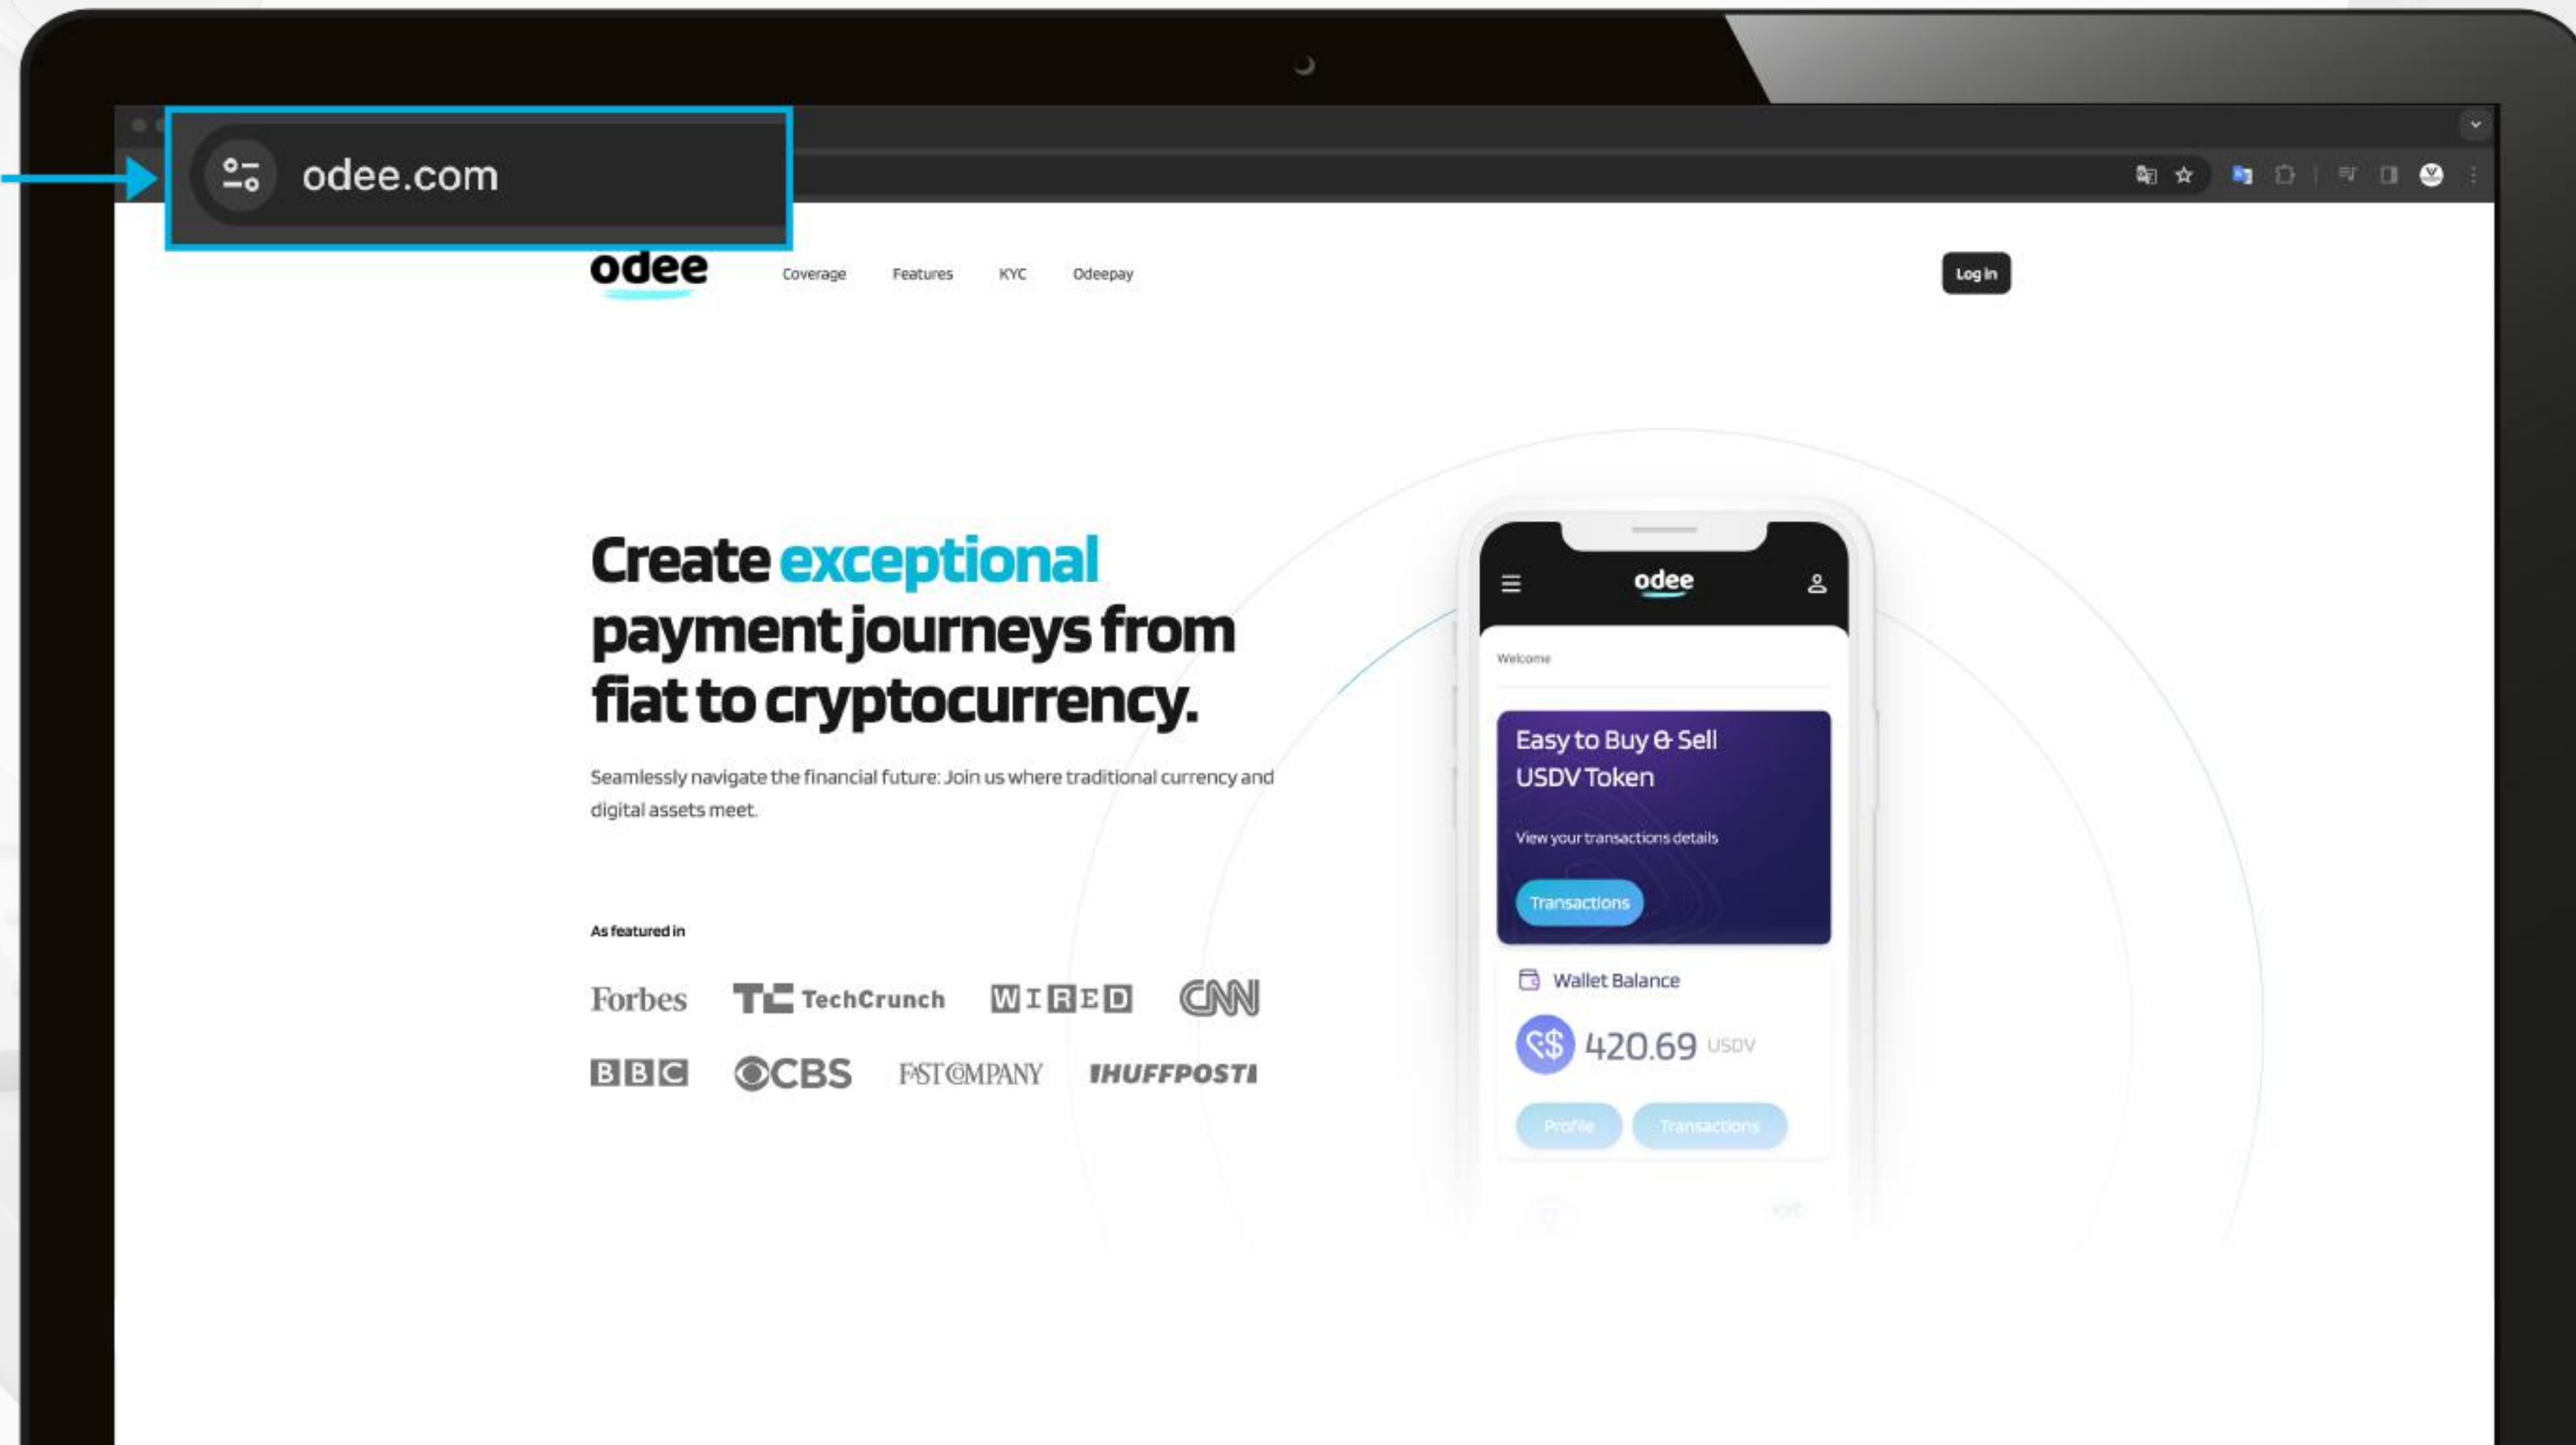 odee.com
odee
Coverage
Features
KYC
Odeepay
Log in
Create exceptional
payment journeys from
fiat to cryptocurrency.
Seamlessly navigate the financial future: Join us where traditional currency and
digital assets meet.
As featured in
Forbes
TC TechCrunch
WIRED
CNN
BBC
CBS
FAST COMPANY
HUFFPOST
odee
Welcome
Easy to Buy & Sell
USDV Token
View your transactions details
Transactions
Wallet Balance
420.69 USDV
Profile
Transactions
KYC